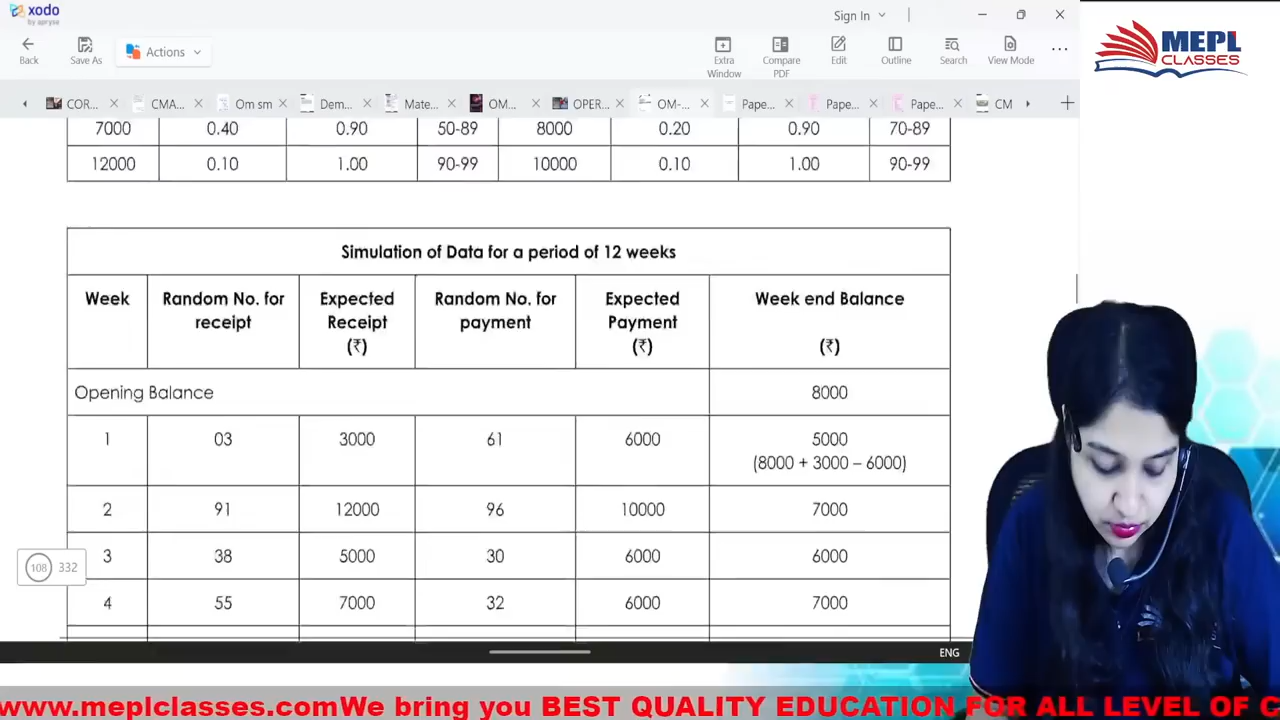 xodo
by apryse
Sign In
Back
Save As
Actions
Extra Window
Compare PDF
Edit
Outline
Search
View Mode
MEPL
CLASSES
COR...
CMA...
Om sm
Dem...
Mate...
OM...
OPER...
OM-...
Pape...
Pape...
Pape...
CM
7000 0.40 0.90 50-89 8000 0.20 0.90 70-89
12000 0.10 1.00 90-99 10000 0.10 1.00 90-99
Simulation of Data for a period of 12 weeks
Week Random No. for receipt Expected Receipt (₹) Random No. for payment Expected Payment (₹) Week end Balance (₹)
Opening Balance 8000
1 03 3000 61 6000 5000
(8000 + 3000 – 6000)
2 91 12000 96 10000 7000
3 38 5000 30 6000 6000
4 55 7000 32 6000 7000
108 332
ENG
www.meplclasses.comWe bring you BEST QUALITY EDUCATION FOR ALL LEVEL OF